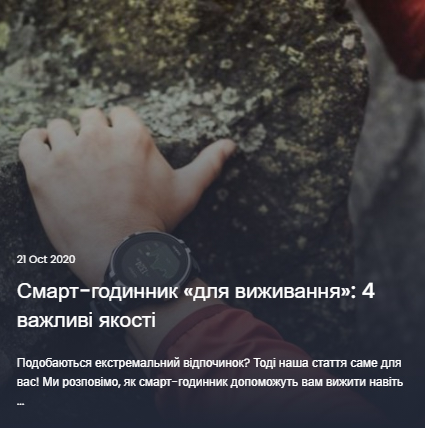 21 Oct 2020
Смарт-годинник «для виживання»: 4
важливі якості
Подобаються екстремальний відпочинок? Тоді наша стаття саме для
вас! Ми розповімо, як смарт-годинник допоможуть вам вижити навіть
...